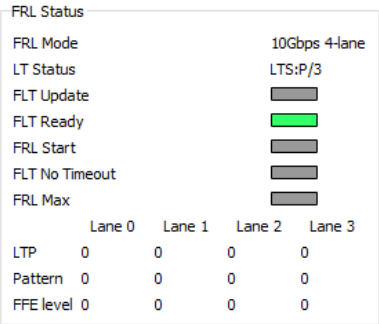 FRL Status
FRL Mode 10Gbps 4-lane
LT Status LTS:P/3
FLT Update
FLT Ready
FRL Start
FLT No Timeout
FRL Max
Lane 0 Lane 1 Lane 2 Lane 3
LTP 0 0 0 0
Pattern 0 0 0 0
FFE level 0 0 0 0